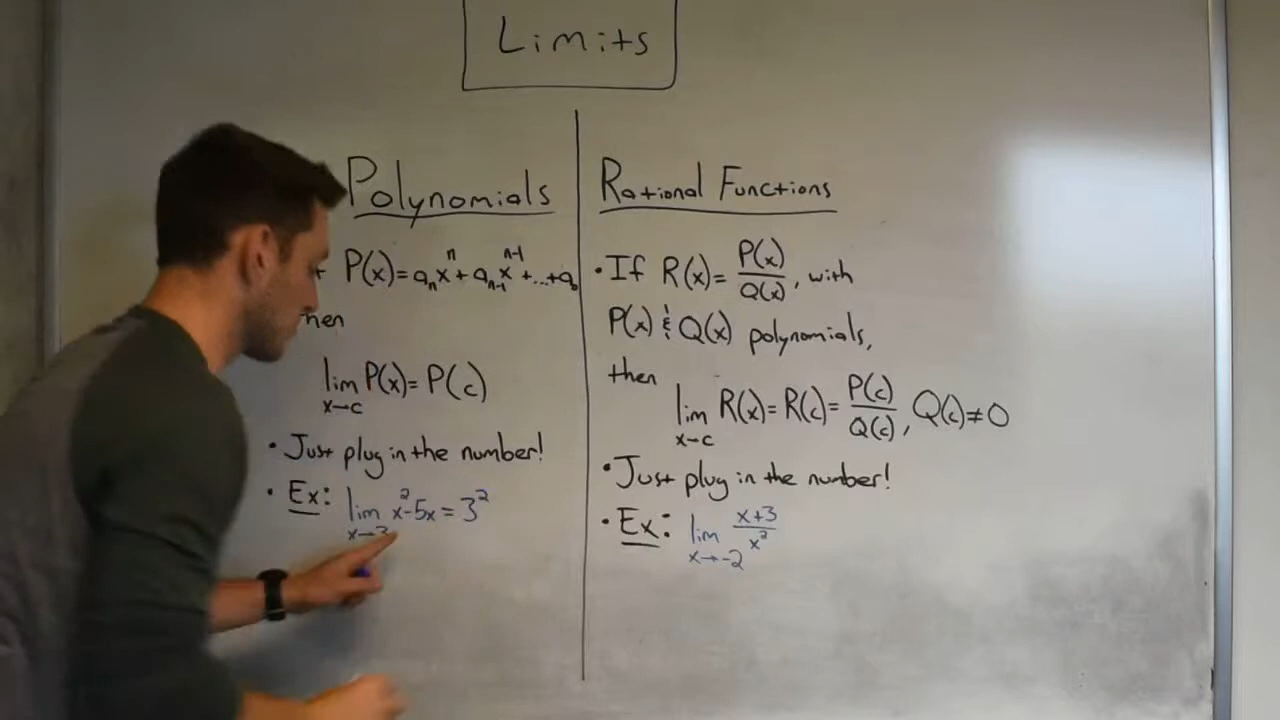 Limits
Polynomials
P(x)=aₙxⁿ+aₙ₋₁xⁿ⁻¹+...+a₀
lim P(x)=P(c)
x→c
• Just plug in the number!
• Ex: lim x²-5x=3²
x→3
Rational Functions
• If R(x)=P(x)/Q(x), with
P(x) & Q(x) polynomials,
then
lim R(x)=R(c)=P(c)/Q(c), Q(c)≠0
x→c
• Just plug in the number!
• Ex: lim x+3/x²
x→-2